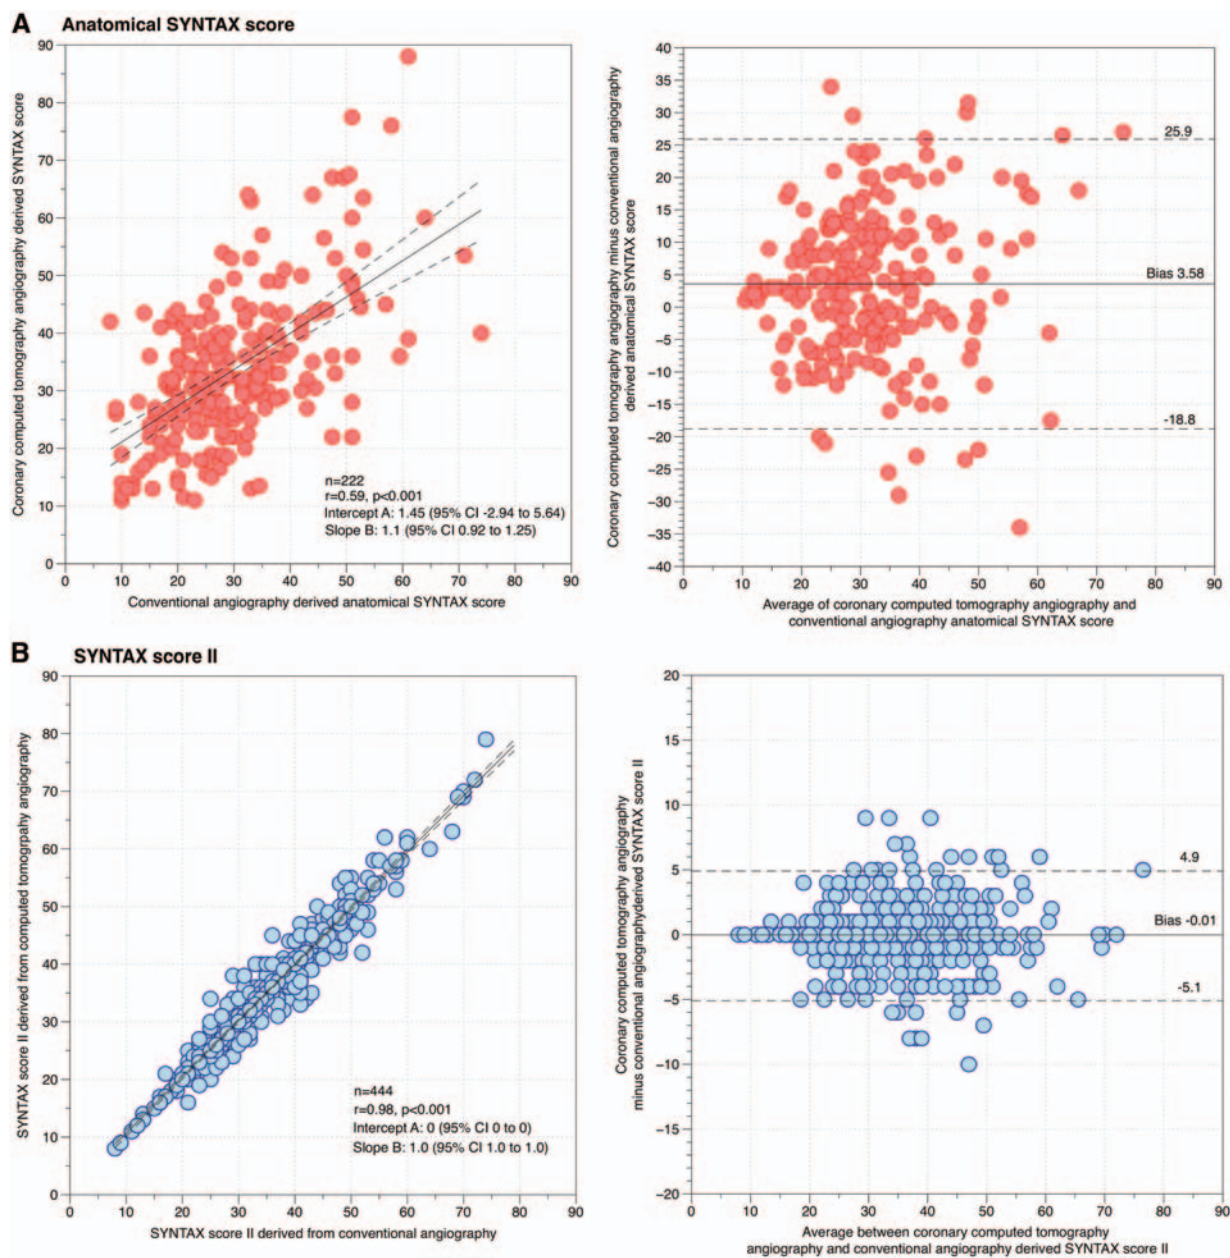 A Anatomical SYNTAX score
Coronary computed tomography angiography derived SYNTAX score
90
80
70
60
50
40
30
20
10
0
n=222
r=0.59, p<0.001
Intercept A: 1.45 (95% CI -2.94 to 5.64)
Slope B: 1.1 (95% CI 0.92 to 1.25)
0 10 20 30 40 50 60 70 80 90
Conventional angiography derived anatomical SYNTAX score
Coronary computed tomography angiography minus conventional angiography
derived anatomical SYNTAX score
40
35
30
25
20
15
10
5
0
−5
−10
−15
−20
−25
−30
−35
−40
25.9
Bias 3.58
-18.8
0 10 20 30 40 50 60 70 80 90
Average of coronary computed tomography angiography and
conventional angiography anatomical SYNTAX score
B SYNTAX score II
SYNTAX score II derived from computed tomorgrpahy angiography
90
80
70
60
50
40
30
20
10
0
n=444
r=0.98, p<0.001
Intercept A: 0 (95% CI 0 to 0)
Slope B: 1.0 (95% CI 1.0 to 1.0)
0 10 20 30 40 50 60 70 80 90
SYNTAX score II derived from conventional angiography
Coronary computed tomography angiography
minus conventional angiographyderived SYNTAX score II
20
15
10
5
0
−5
−10
−15
−20
4.9
Bias -0.01
-5.1
0 10 20 30 40 50 60 70 80 90
Average between coronary computed tomography
angiography and conventional angiography derived SYNTAX score II